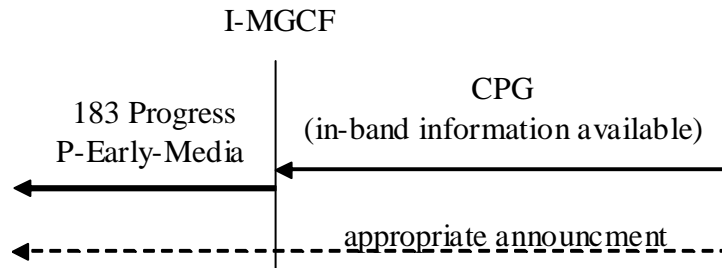 I-MGCF
183 Progress
P-Early-Media
CPG
(in-band information available)
appropriate announcment